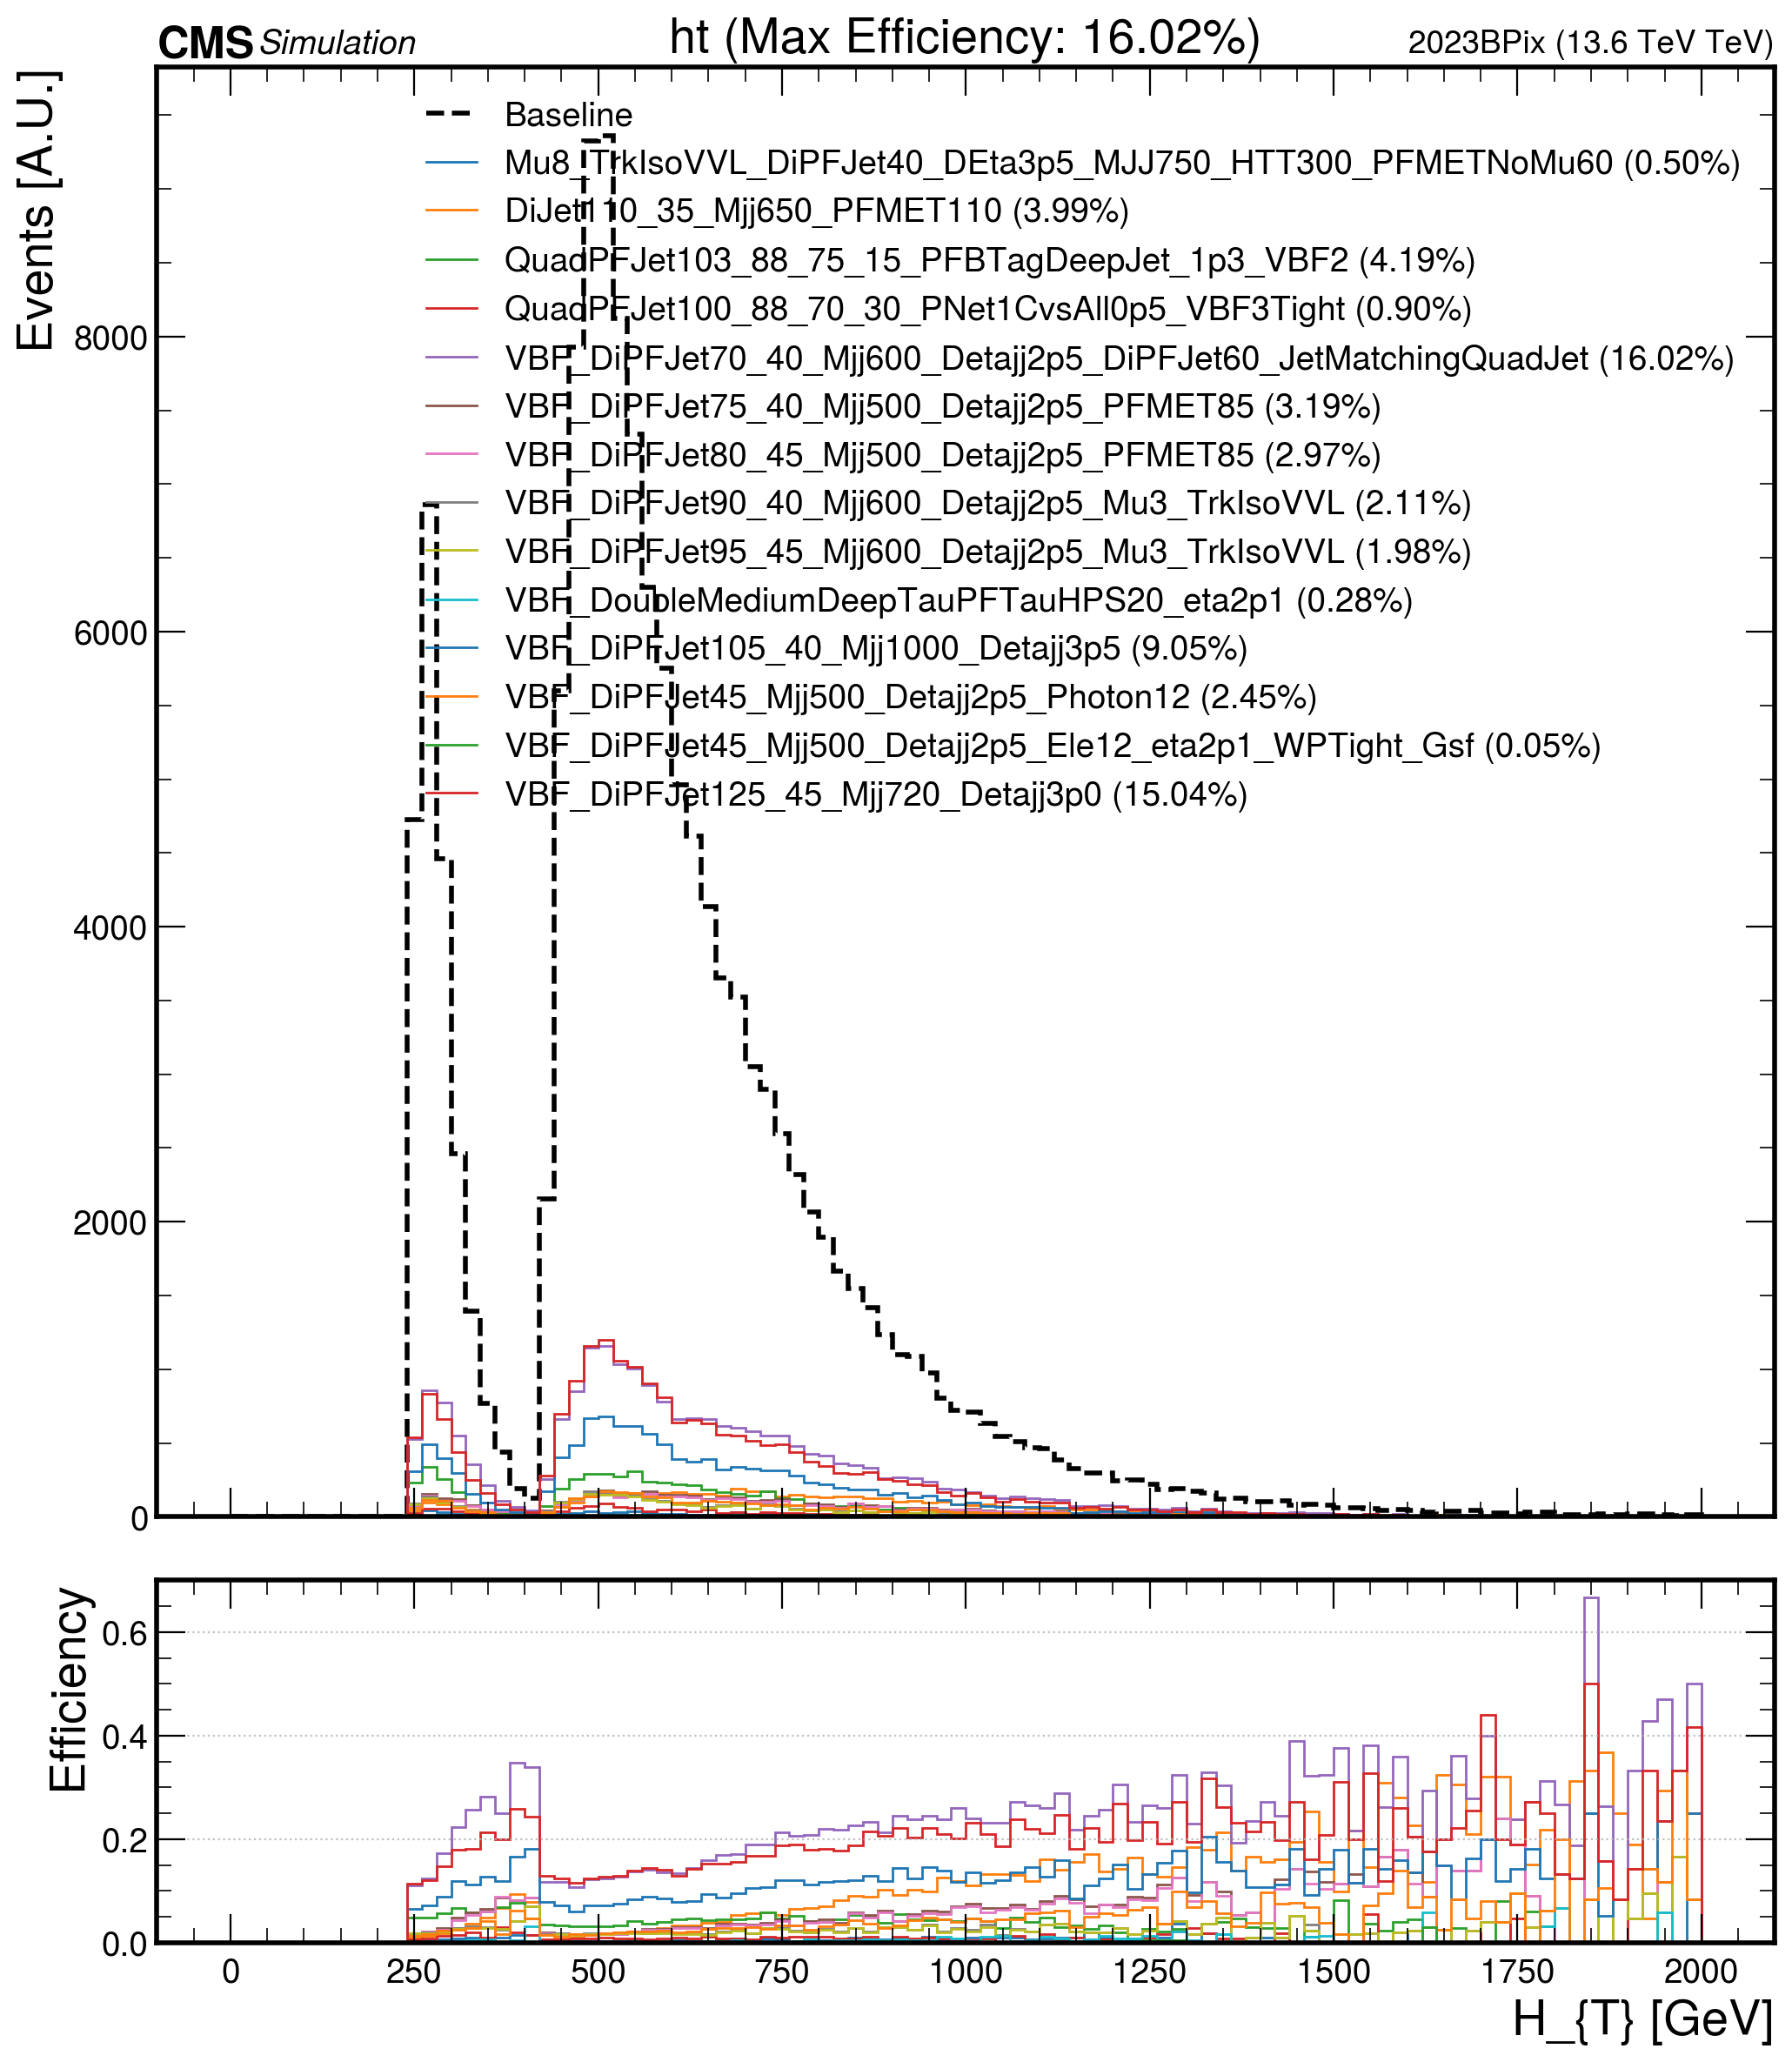 CMS Simulation ht (Max Efficiency: 16.02%) 2023BPix (13.6 TeV TeV)
Events [A.U.]
Baseline
Mu8_TrkIsoVVL_DiPFJet40_DEta3p5_MJJ750_HTT300_PFMETNoMu60 (0.50%)
DiJet110_35_Mjj650_PFMET110 (3.99%)
QuadPFJet103_88_75_15_PFBTagDeepJet_1p3_VBF2 (4.19%)
QuadPFJet100_88_70_30_PNet1CvsAll0p5_VBF3Tight (0.90%)
VBF_DiPFJet70_40_Mjj600_Detajj2p5_DiPFJet60_JetMatchingQuadJet (16.02%)
VBF_DiPFJet75_40_Mjj500_Detajj2p5_PFMET85 (3.19%)
VBF_DiPFJet80_45_Mjj500_Detajj2p5_PFMET85 (2.97%)
VBF_DiPFJet90_40_Mjj600_Detajj2p5_Mu3_TrkIsoVVL (2.11%)
VBF_DiPFJet95_45_Mjj600_Detajj2p5_Mu3_TrkIsoVVL (1.98%)
VBF_DoubleMediumDeepTauPFTauHPS20_eta2p1 (0.28%)
VBF_DiPFJet105_40_Mjj1000_Detajj3p5 (9.05%)
VBF_DiPFJet45_Mjj500_Detajj2p5_Photon12 (2.45%)
VBF_DiPFJet45_Mjj500_Detajj2p5_Ele12_eta2p1_WPTight_Gsf (0.05%)
VBF_DiPFJet125_45_Mjj720_Detajj3p0 (15.04%)
8000
6000
4000
2000
0
Efficiency
0.6
0.4
0.2
0.0
0 250 500 750 1000 1250 1500 1750 2000
H_{T} [GeV]